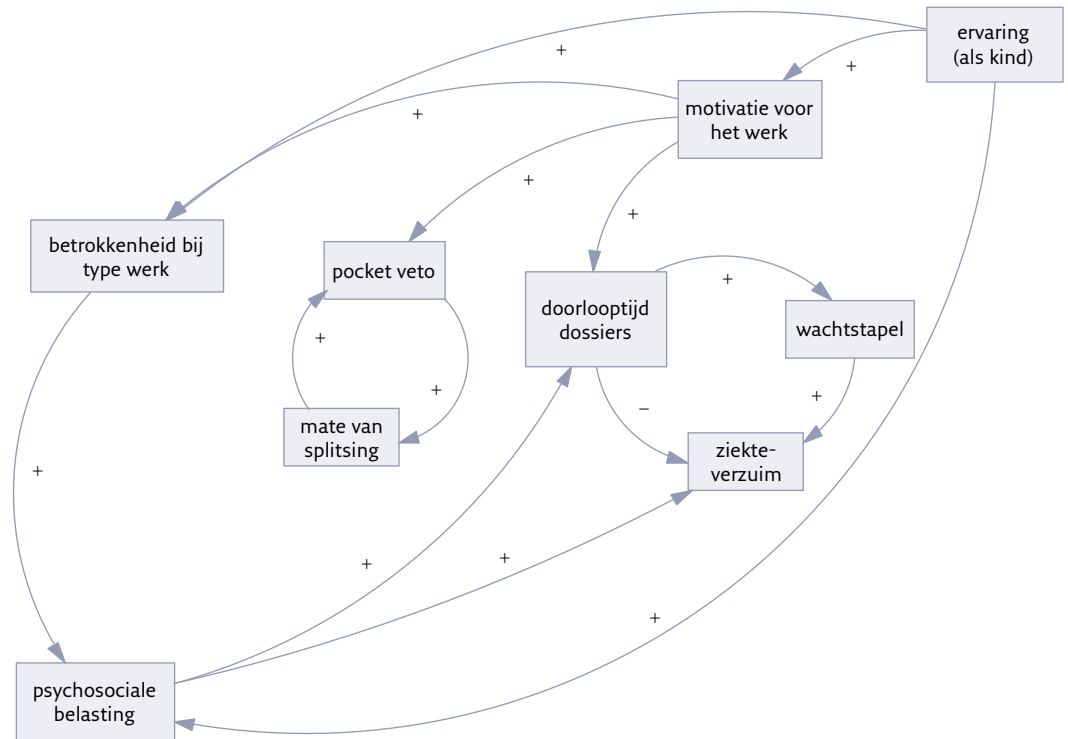 ervaring
(als kind)
+
+
motivatie voor
het werk
+
+
+
betrokkenheid bij
type werk
pocket veto
+
doorlooptijd
dossiers
wachtstapel
+
+
+
–
mate van
splitsing
ziekte-
verzuim
+
+
+
+
psychosociale
belasting